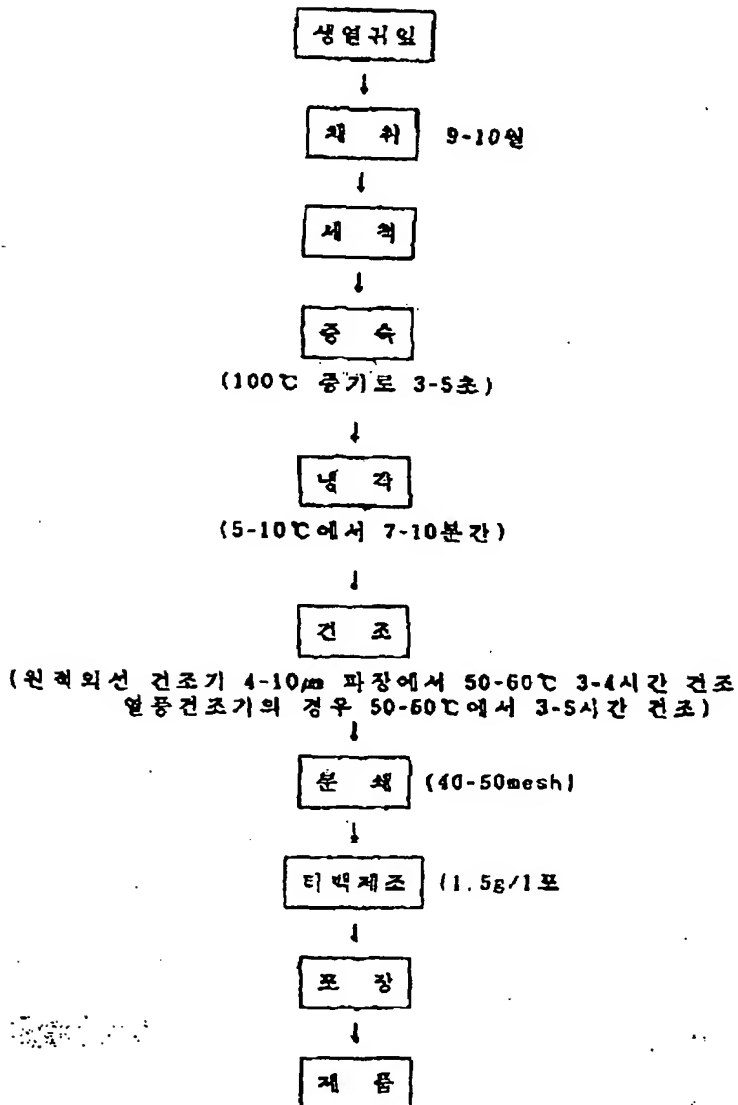 생열귀잎
↓
채 취 9-10월
↓
세 척
↓
증 숙
(100℃ 증기로 3-5초)
↓
냉 각
(5-10℃에서 7-10분간)
↓
건 조
(원적외선 건조기 4-10㎛ 파장에서 50-60℃ 3-4시간 건조
열풍건조기의 경우 50-60℃에서 3-5시간 건조)
↓
분 쇄 (40-50mesh)
↓
티백제조 (1.5g/1포
↓
포 장
↓
제 품